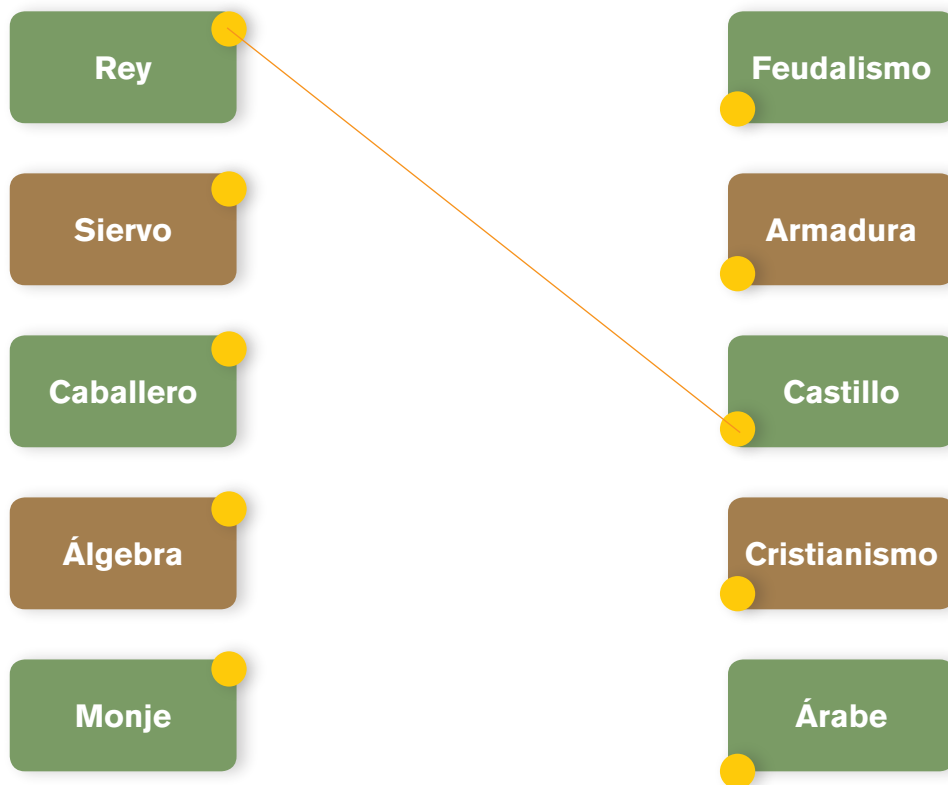 Rey
Feudalismo
Siervo
Armadura
Caballero
Castillo
Álgebra
Cristianismo
Monje
Árabe